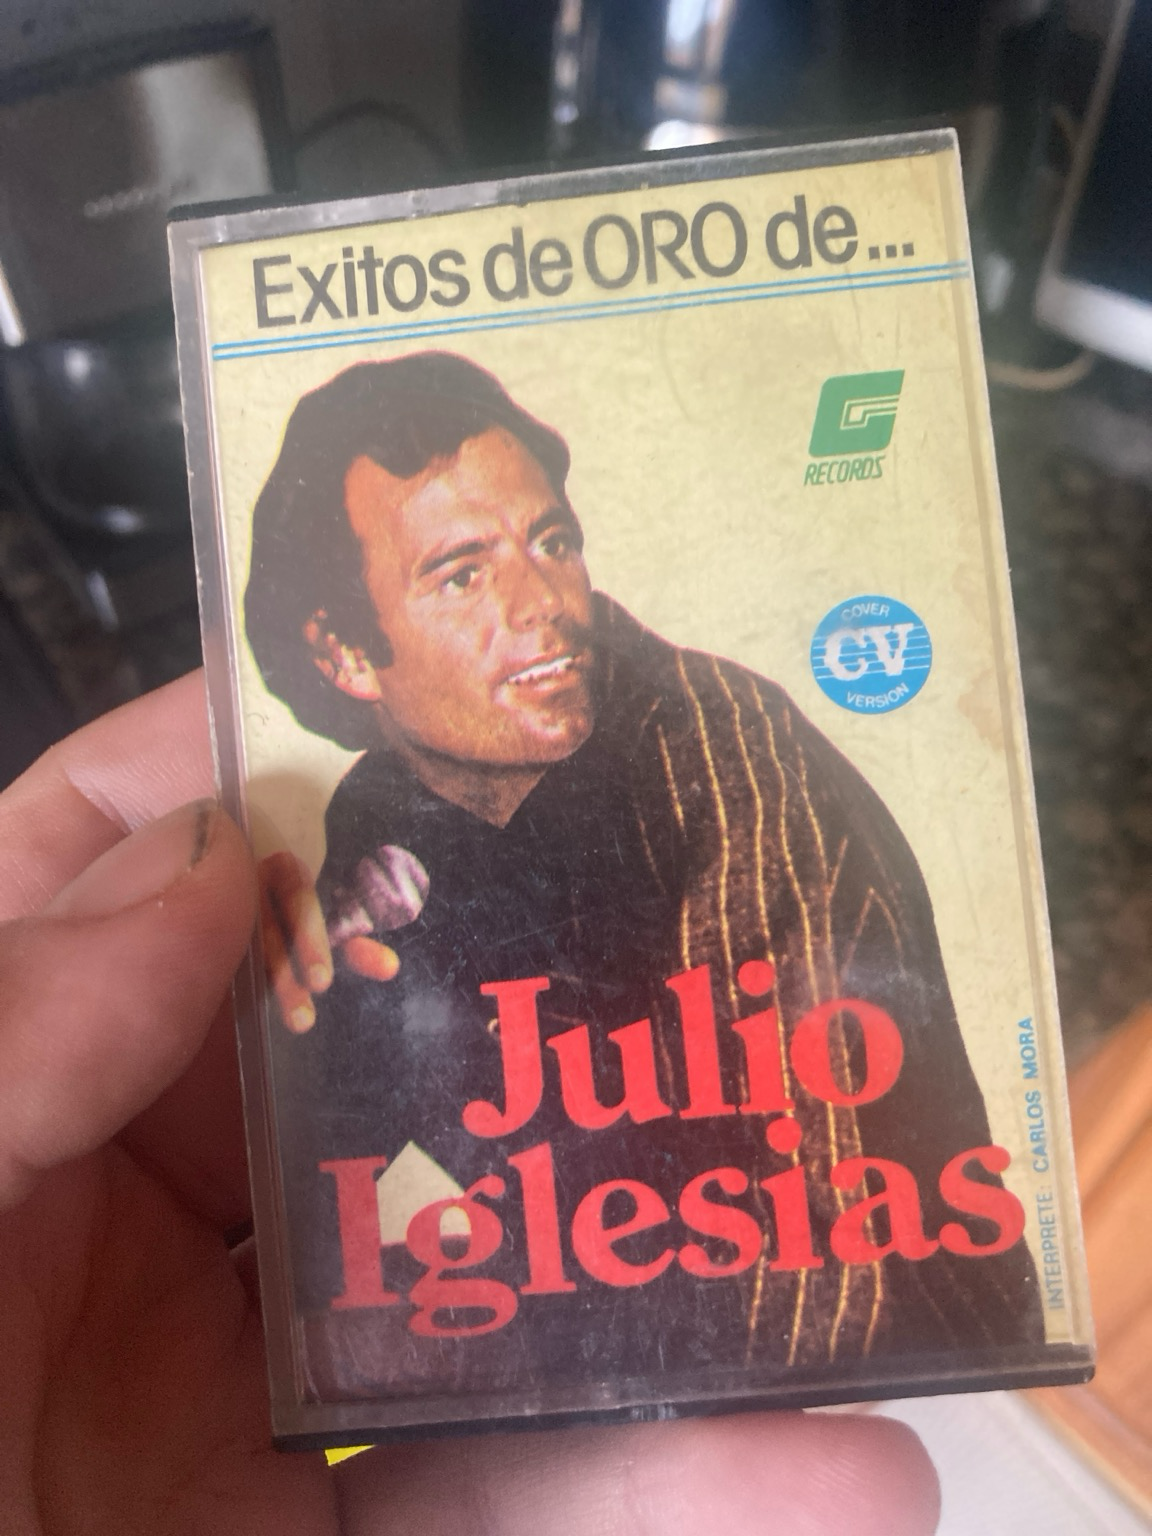 Exitos de ORO de...
G
RECORDS
COVER
CV
VERSION
Julio
Iglesias
INTERPRETE: CARLOS MORA